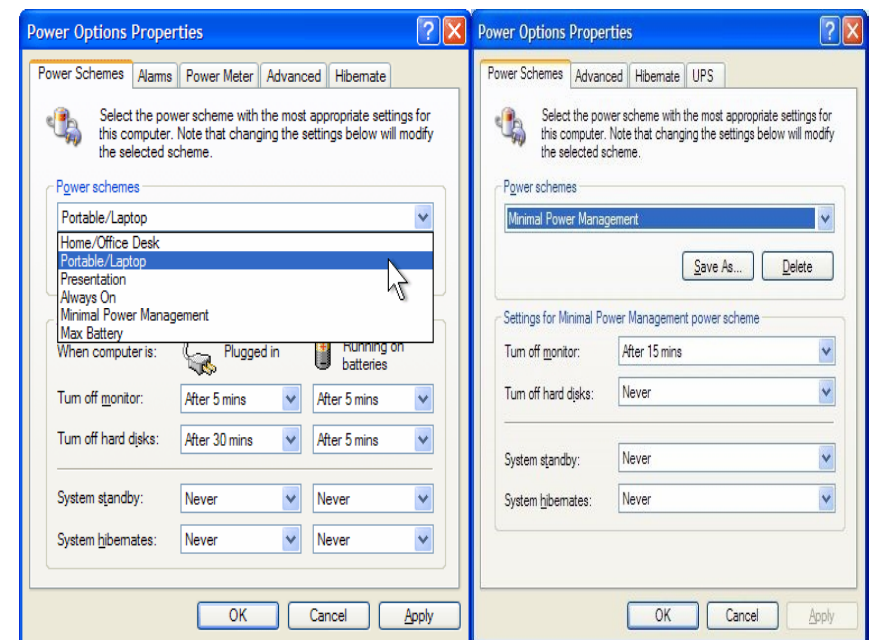 Power Options Properties
Power Schemes Alarms Power Meter Advanced Hibernate
Select the power scheme with the most appropriate settings for
this computer. Note that changing the settings below will modify
the selected scheme.
Power schemes
Portable/Laptop
Home/Office Desk
Portable/Laptop
Presentation
Always On
Minimal Power Management
Max Battery
When computer is: Plugged in Running on
batteries
Turn off monitor: After 5 mins After 5 mins
Turn off hard disks: After 30 mins After 5 mins
System standby: Never Never
System hibernates: Never Never
OK Cancel Apply
Power Options Properties
Power Schemes Advanced Hibernate UPS
Select the power scheme with the most appropriate settings for
this computer. Note that changing the settings below will modify
the selected scheme.
Power schemes
Minimal Power Management
Save As... Delete
Settings for Minimal Power Management power scheme
Turn off monitor: After 15 mins
Turn off hard disks: Never
System standby: Never
System hibernates: Never
OK Cancel Apply